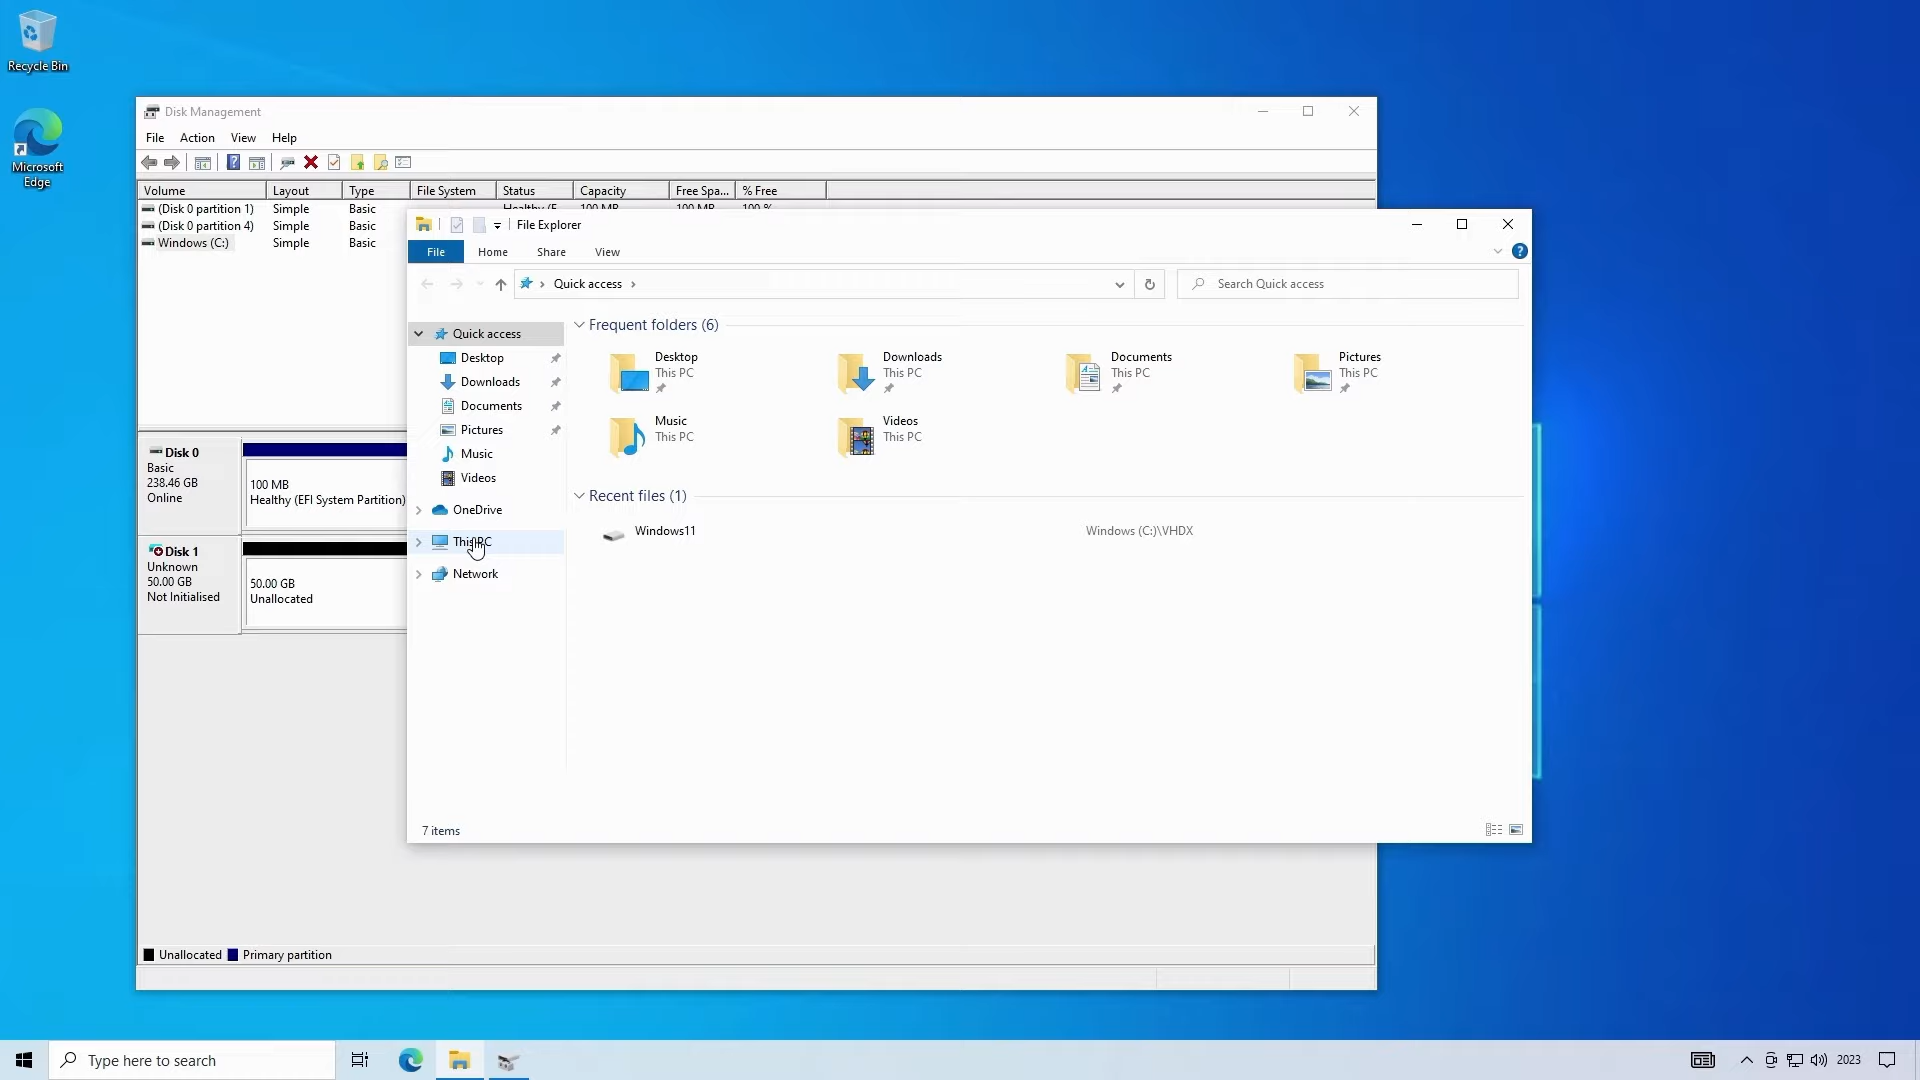 Recycle Bin
Microsoft
Edge
Disk Management
File Action View Help
Volume Layout Type File System Status Capacity Free Spa... % Free
(Disk 0 partition 1) Simple Basic Healthy (E 100 MB 100 MB 100 %
(Disk 0 partition 4) Simple Basic
Windows (C:) Simple Basic
Disk 0
Basic
238.46 GB
Online
100 MB
Healthy (EFI System Partition)
Disk 1
Unknown
50.00 GB
Not Initialised
50.00 GB
Unallocated
Unallocated Primary partition
File Explorer
File Home Share View
Quick access
Search Quick access
Quick access
Desktop
Downloads
Documents
Pictures
Music
Videos
OneDrive
This PC
Network
Frequent folders (6)
Desktop
This PC
Downloads
This PC
Documents
This PC
Pictures
This PC
Music
This PC
Videos
This PC
Recent files (1)
Windows11 Windows (C:)\VHDX
7 items
Type here to search
2023